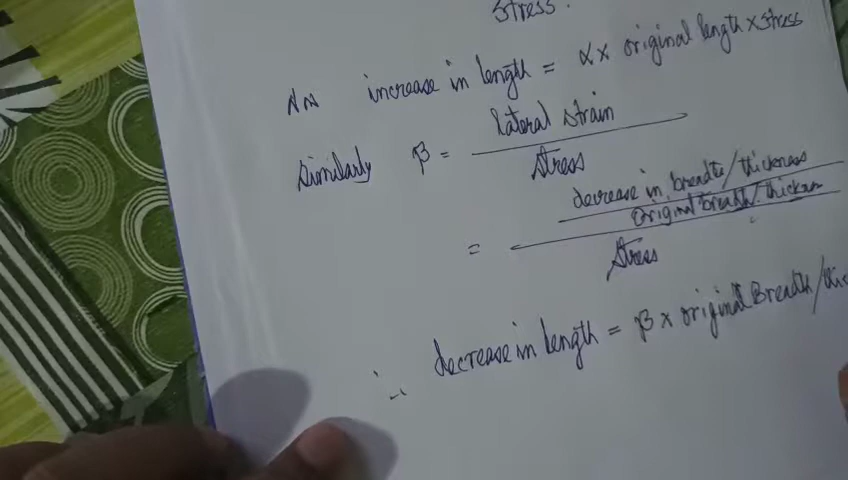 Stress.
increase in length = α × original length × stress
Similarly β = lateral strain
Stress
decrease in breadth/thickness
original breadth/
=
Stress
∴ decrease in length = β × original Breadth/